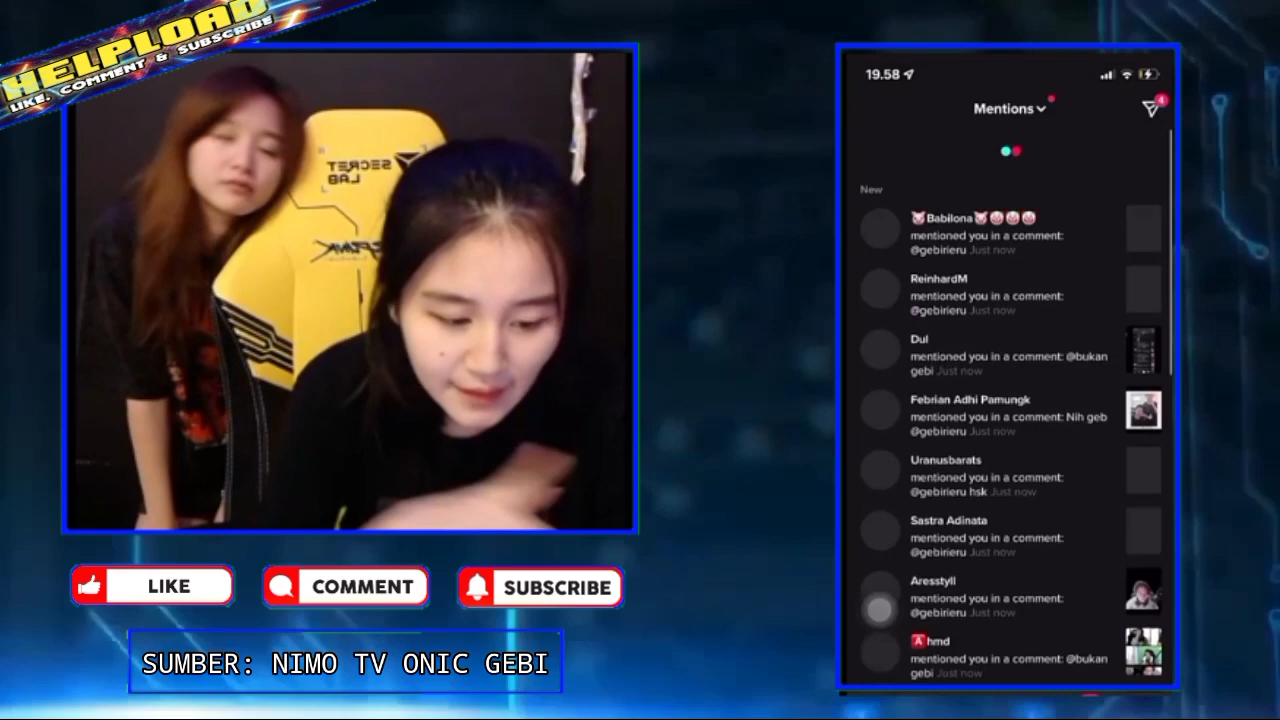 HELPLOAD
LIKE, COMMENT & SUBSCRIBE
SECRET
LAB
19.58
Mentions
4
New
Babilona
mentioned you in a comment:
@gebirieru Just now
ReinhardM
mentioned you in a comment:
@gebirieru Just now
Dul
mentioned you in a comment: @bukan
gebi Just now
Febrian Adhi Pamungk
mentioned you in a comment: Nih geb
@gebirieru Just now
Uranusbarats
mentioned you in a comment:
@gebirieru hsk Just now
Sastra Adinata
mentioned you in a comment:
@gebirieru Just now
Aresstyll
mentioned you in a comment:
@gebirieru Just now
🅰hmd
mentioned you in a comment: @bukan
gebi Just now
LIKE
COMMENT
SUBSCRIBE
SUMBER: NIMO TV ONIC GEBI